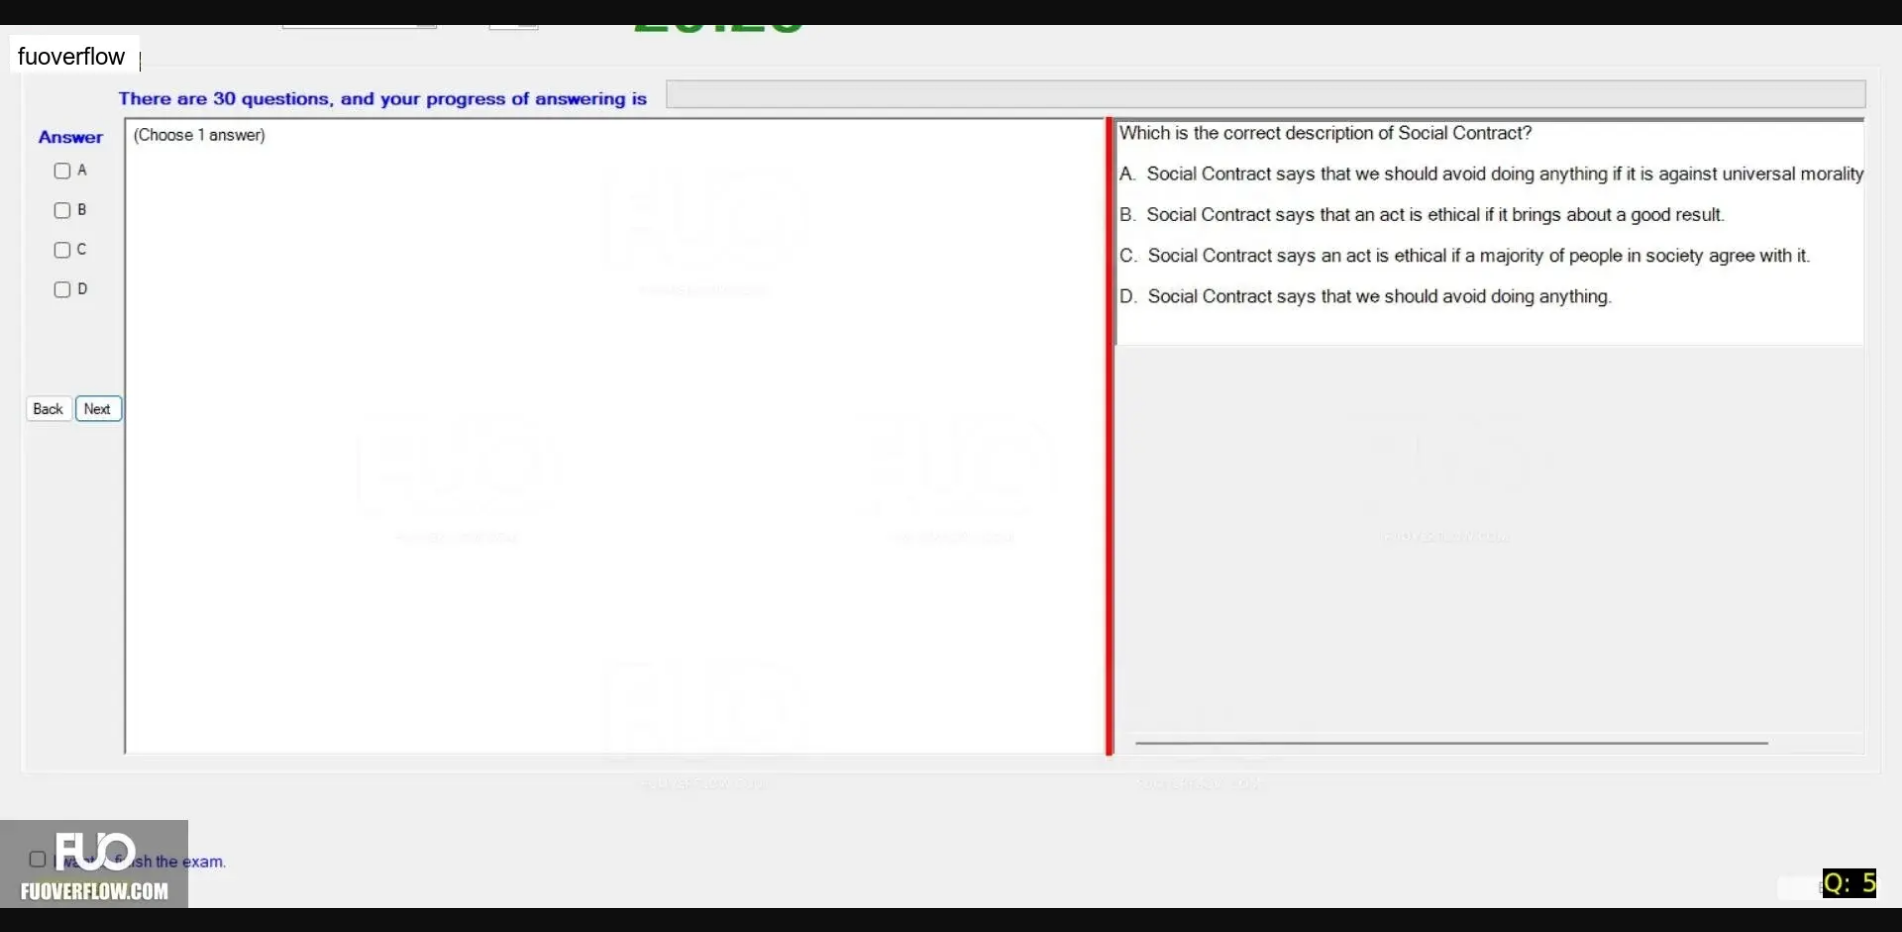 fuoverflow
There are 30 questions, and your progress of answering is
Answer
(Choose 1 answer)
A
B
C
D
Back
Next
Which is the correct description of Social Contract?
A. Social Contract says that we should avoid doing anything if it is against universal morality
B. Social Contract says that an act is ethical if it brings about a good result.
C. Social Contract says an act is ethical if a majority of people in society agree with it.
D. Social Contract says that we should avoid doing anything.
FUO
FUOVERFLOW.COM
the exam.
Q: 5